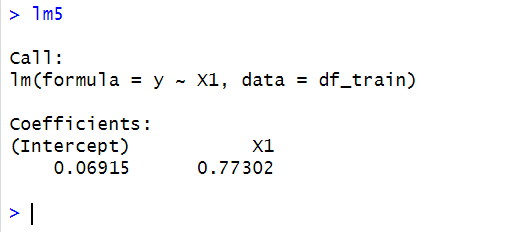 > lm5
Call:
lm(formula = y ~ X1, data = df_train)
Coefficients:
(Intercept)           X1
    0.06915      0.77302
>